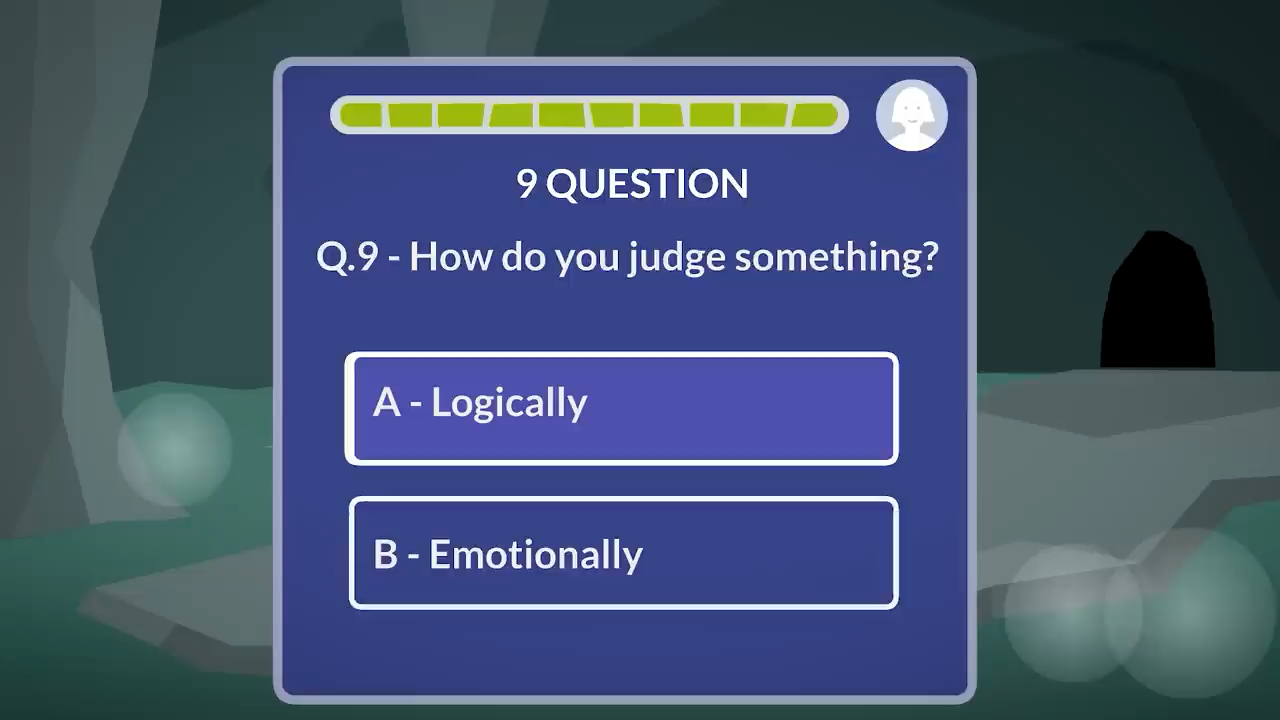 9 QUESTION
Q.9 - How do you judge something?
A - Logically
B - Emotionally